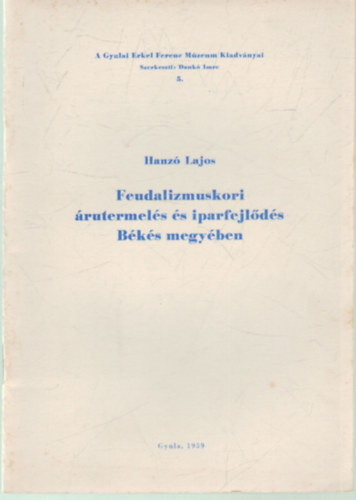 A Gyulai Erkel Ferenc Múzeum Kiadványai
Szerkeszti: Dankó Imre
5.
Hanzó Lajos
Feudalizmuskori
árutermelés és iparfejlődés
Békés megyében
Gyula, 1959